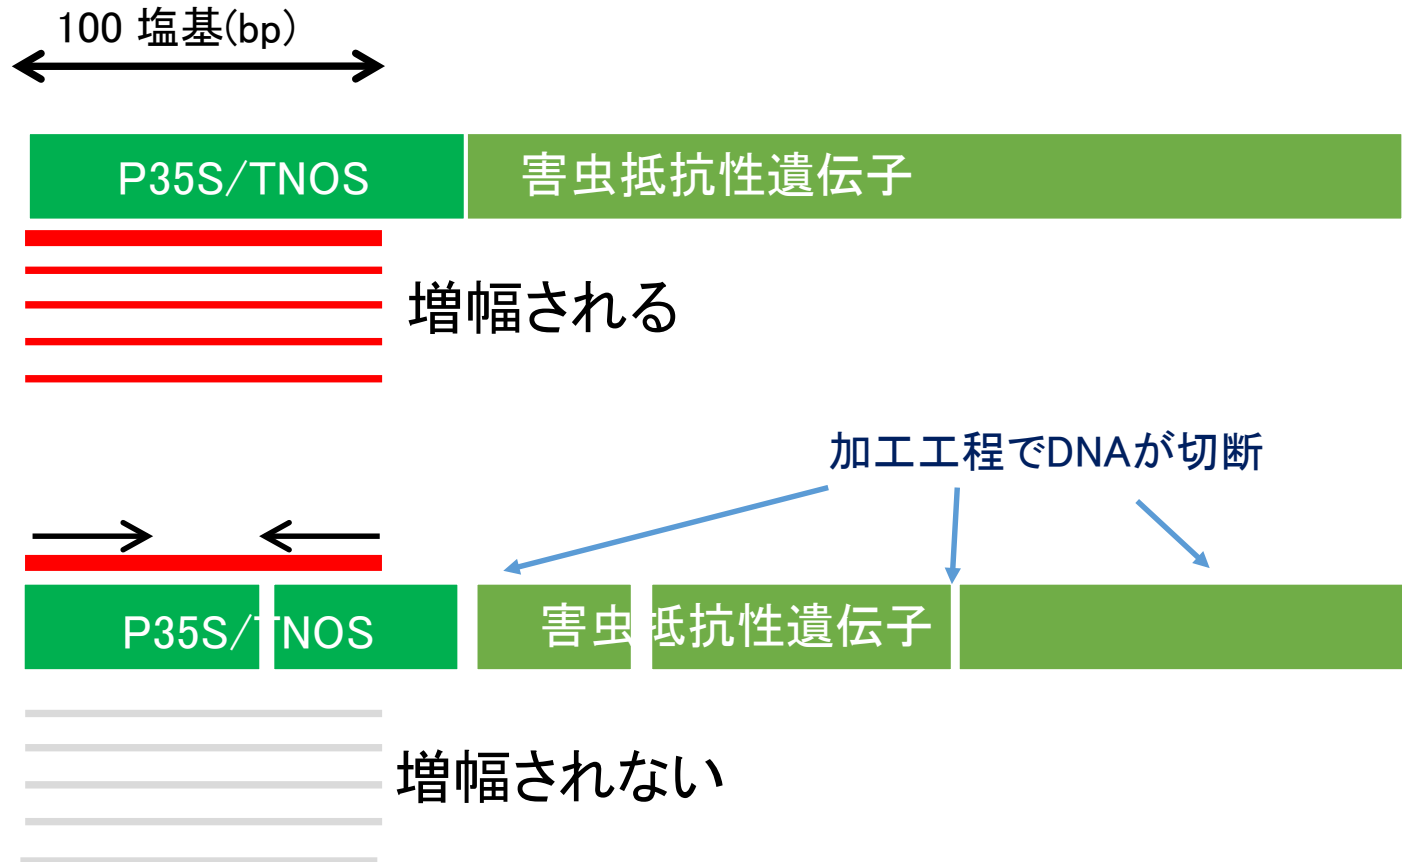 100 塩基(bp)
P35S/TNOS
害虫抵抗性遺伝子
増幅される
加工工程でDNAが切断
P35S/TNOS
害虫抵抗性遺伝子
増幅されない